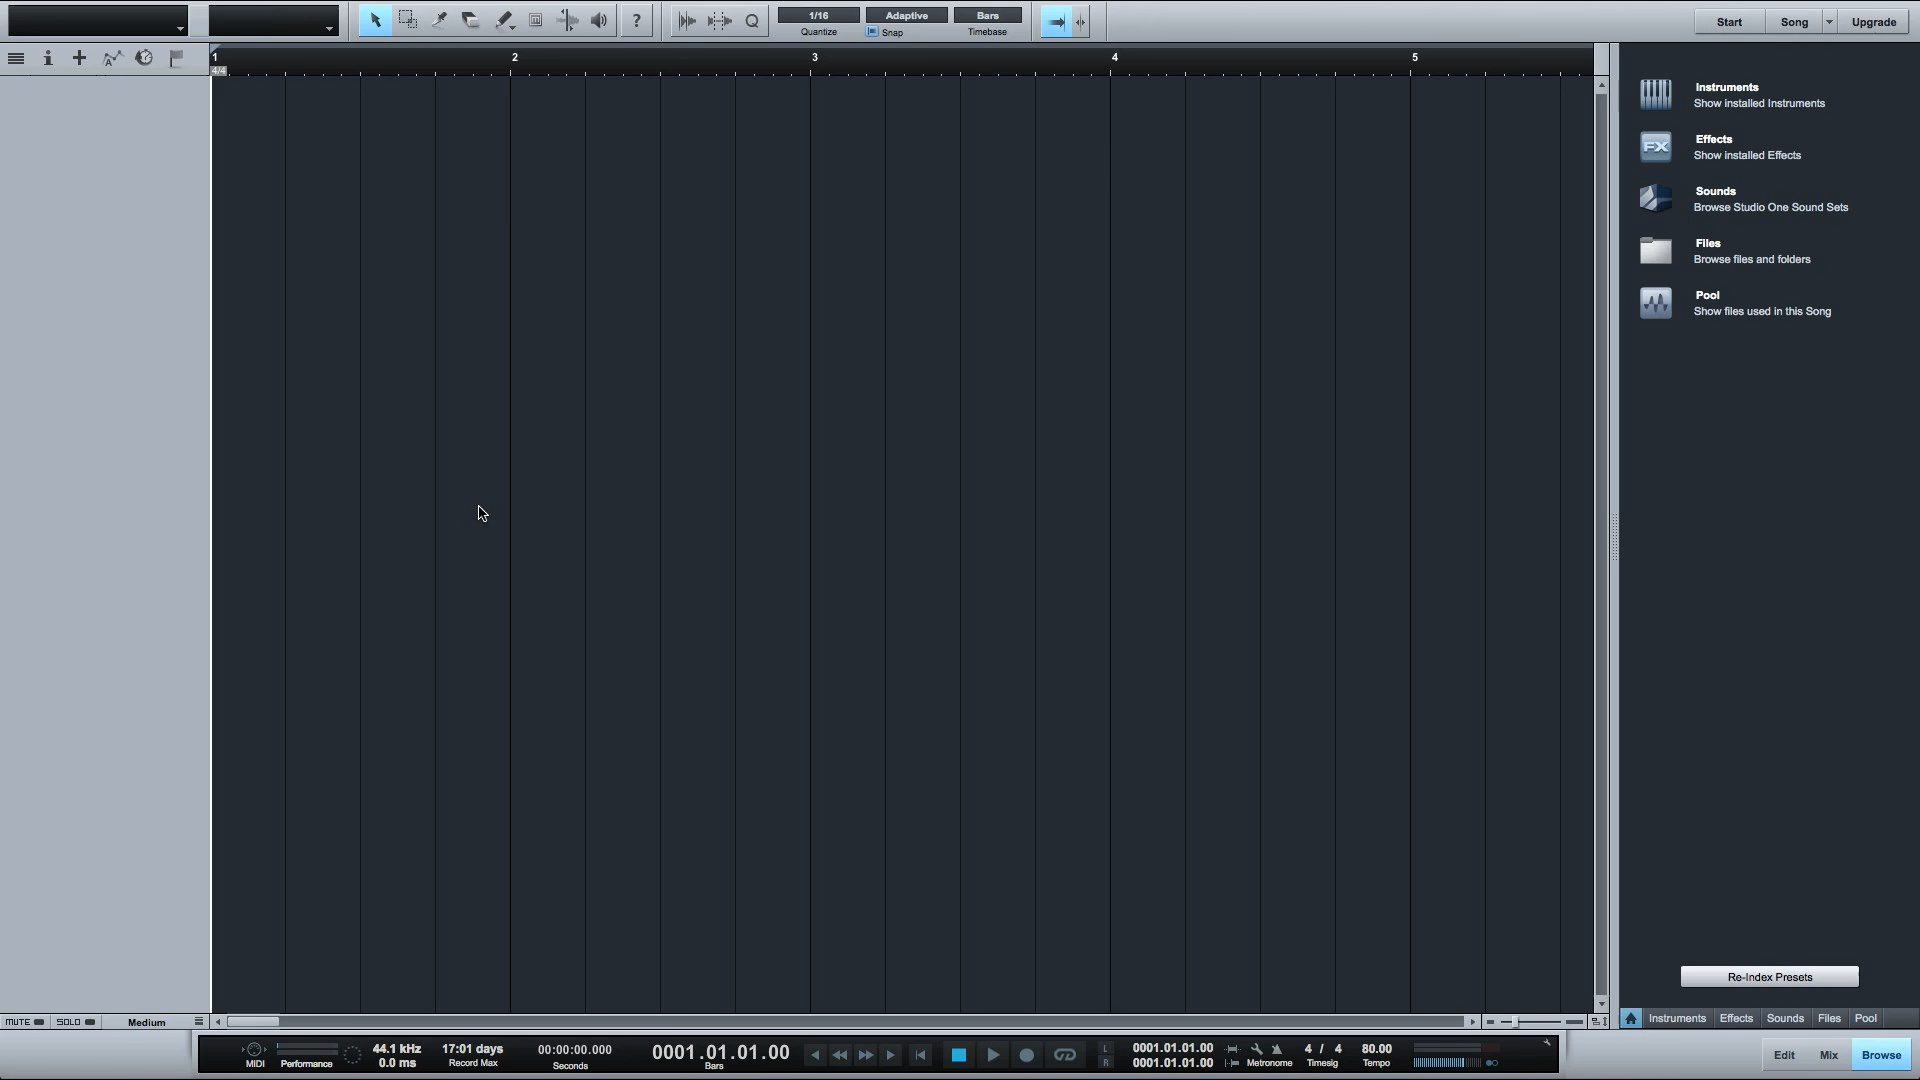 ?
Q
1/16
Quantize
Adaptive
Snap
Bars
Timebase
Start
Song
Upgrade
1 2 3 4 5
4/4
Instruments
Show installed Instruments
FX
Effects
Show installed Effects
Sounds
Browse Studio One Sound Sets
Files
Browse files and folders
Pool
Show files used in this Song
Re-Index Presets
Instruments Effects Sounds Files Pool
MUTE SOLO Medium
MIDI
Performance
44.1 kHz
0.0 ms
17:01 days
Record Max
00:00:00.000
Seconds
0001.01.01.00
Bars
L 0001.01.01.00
R 0001.01.01.00
Metronome
4 / 4
Timesig
80.00
Tempo
Edit Mix Browse